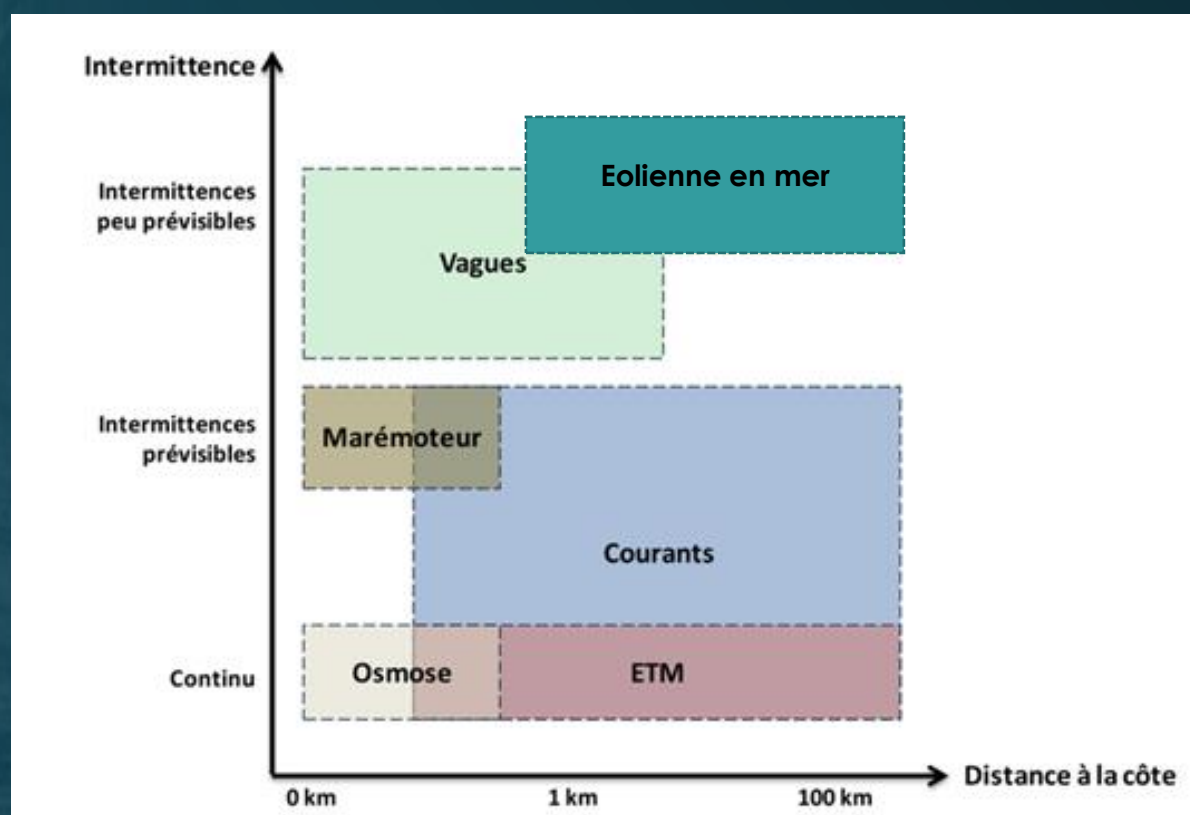 Intermittence
Eolienne en mer
Intermittences
peu prévisibles
Vagues
Intermittences
prévisibles
Marémoteur
Courants
Continu
Osmose
ETM
Distance à la côte
0 km
1 km
100 km